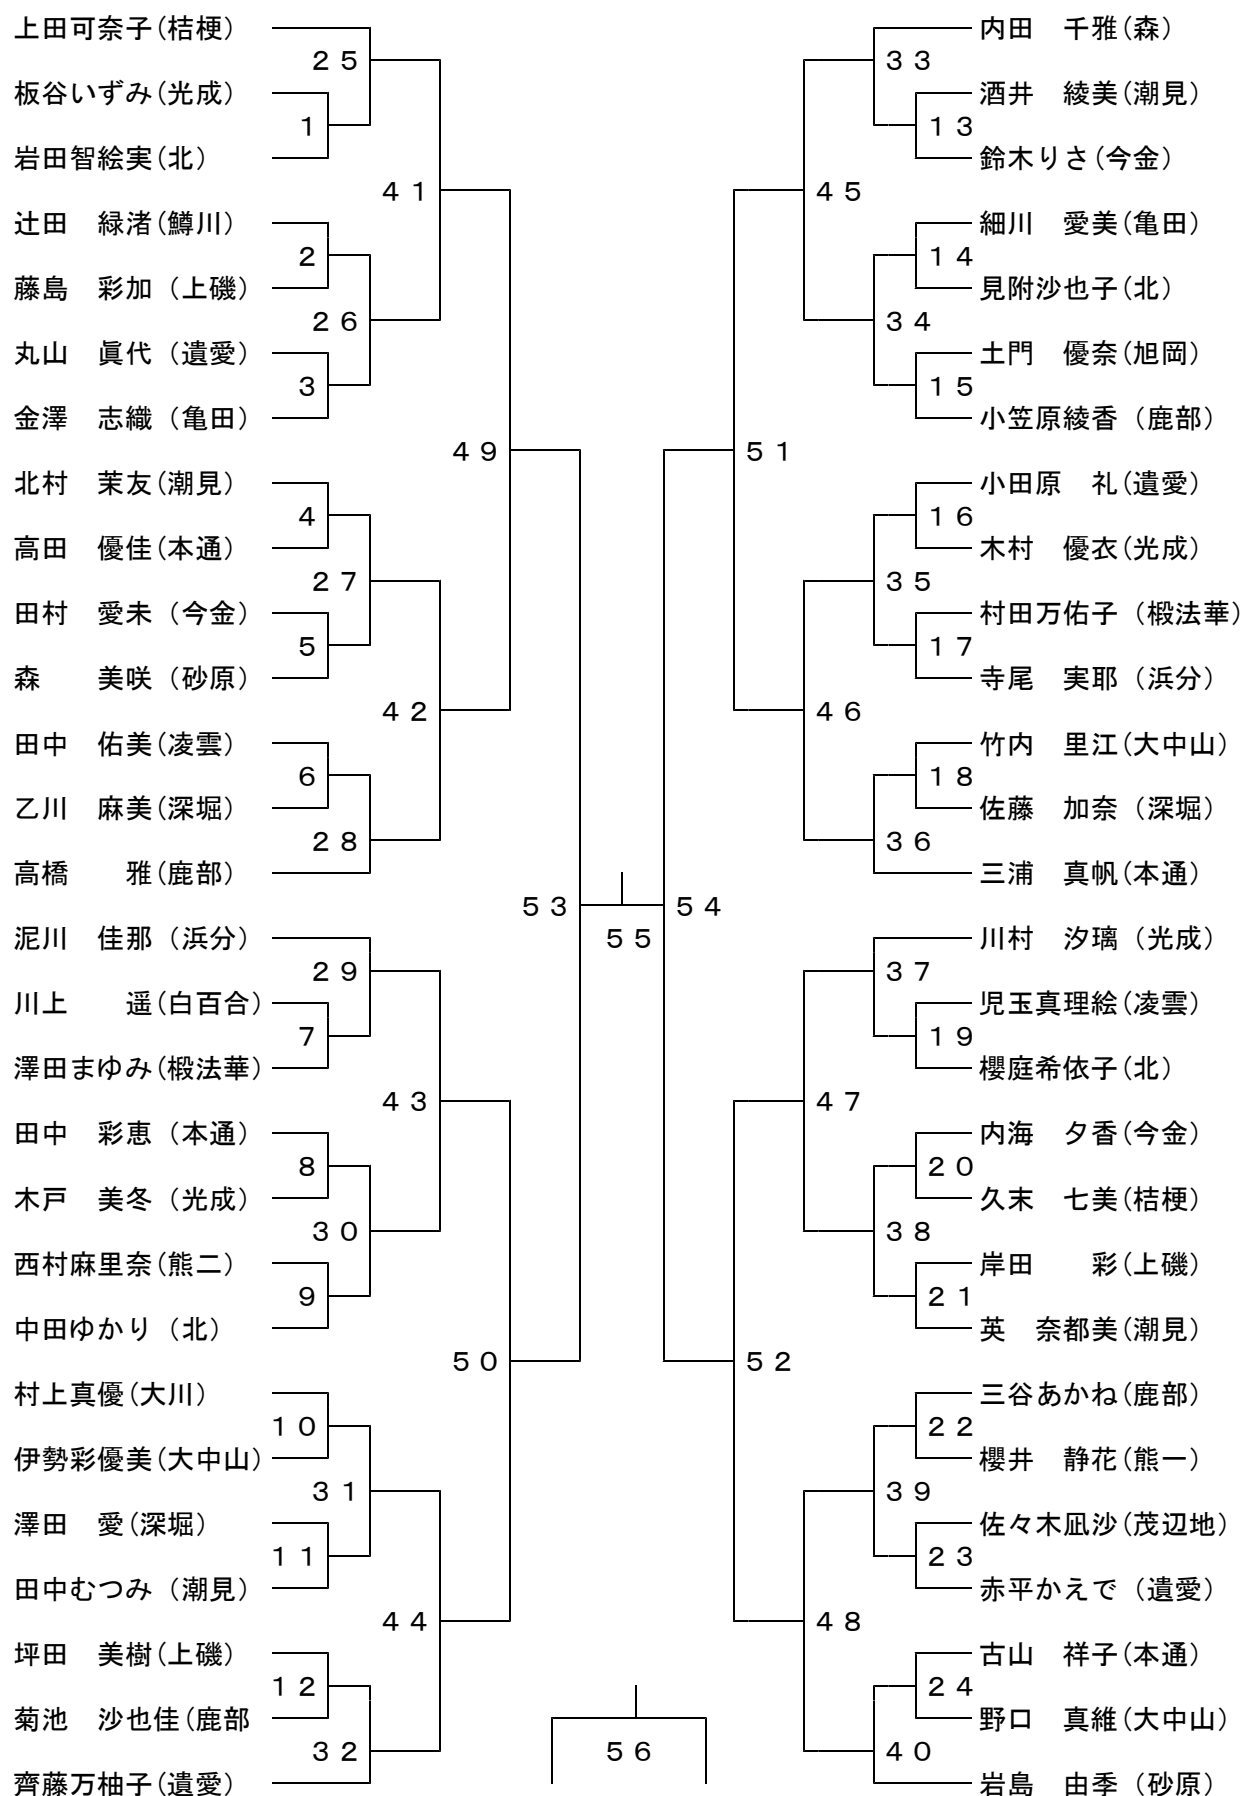 上田可奈子(桔梗)
25
板谷いずみ(光成)
1
岩田智絵実(北)
41
辻田　緑渚(鱒川)
2
藤島　彩加（上磯)
26
丸山　眞代（遺愛)
3
金澤　志織（亀田)
49
北村　茉友(潮見)
4
高田　優佳(本通)
27
田村　愛未（今金)
5
森　　美咲（砂原)
42
田中　佑美(凌雲)
6
乙川　麻美(深堀)
28
高橋　　雅(鹿部)
53
泥川　佳那（浜分)
29
川上　　遥(白百合)
7
澤田まゆみ(椴法華)
43
田中　彩恵（本通)
8
木戸　美冬（光成)
30
西村麻里奈(熊二)
9
中田ゆかり（北)
50
村上真優(大川)
10
伊勢彩優美(大中山)
31
澤田　愛(深堀)
11
田中むつみ（潮見)
44
坪田　美樹(上磯)
12
菊池　沙也佳(鹿部
32
齊藤万柚子(遺愛)
55
56
内田　千雅(森)
33
酒井　綾美(潮見)
13
鈴木りさ(今金)
45
細川　愛美(亀田)
14
見附沙也子(北)
34
土門　優奈(旭岡)
15
小笠原綾香（鹿部)
51
小田原　礼(遺愛)
16
木村　優衣(光成)
35
村田万佑子（椴法華)
17
寺尾　実耶（浜分)
46
竹内　里江(大中山)
18
佐藤　加奈（深堀)
36
三浦　真帆(本通)
54
川村　汐璃（光成)
37
児玉真理絵(凌雲)
19
櫻庭希依子(北)
47
内海　夕香(今金)
20
久末　七美(桔梗)
38
岸田　　彩(上磯)
21
英　奈都美(潮見)
52
三谷あかね(鹿部)
22
櫻井　静花(熊一)
39
佐々木凪沙(茂辺地)
23
赤平かえで（遺愛)
48
古山　祥子(本通)
24
野口　真維(大中山)
40
岩島　由季（砂原)